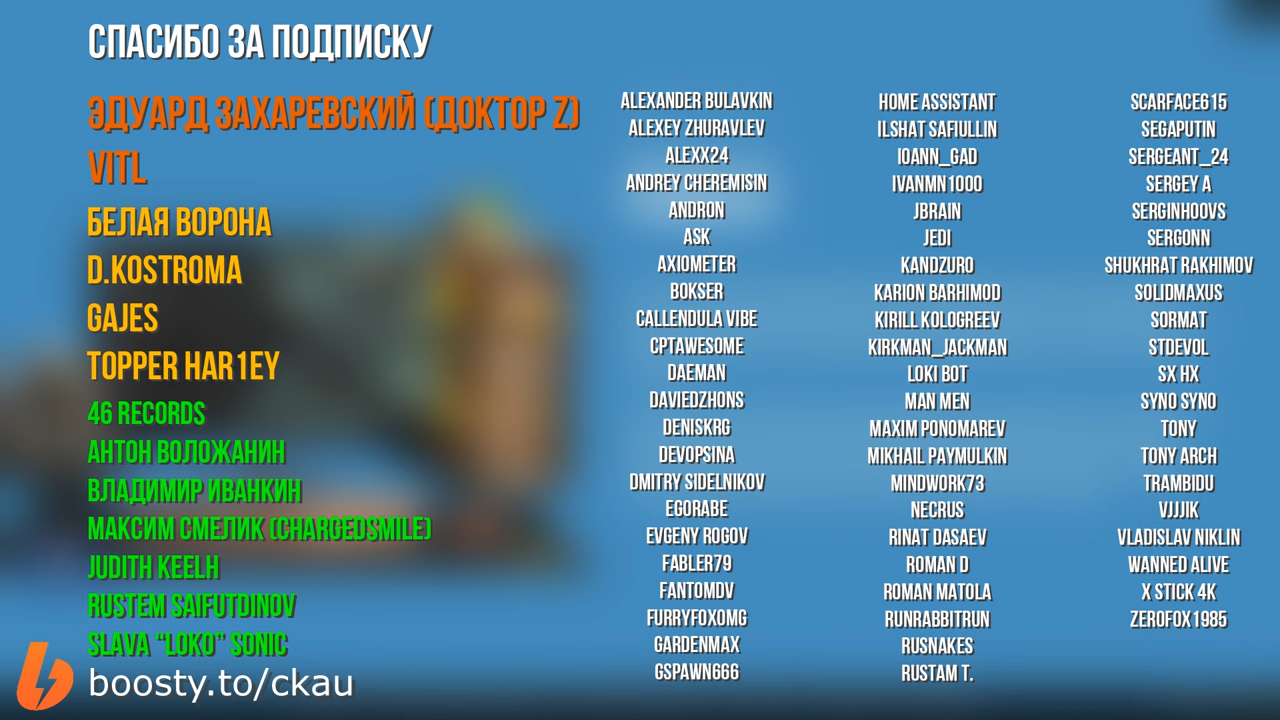 СПАСИБО ЗА ПОДПИСКУ
ЭДУАРД ЗАХАРЕВСКИЙ (ДОКТОР Z)
VITL
БЕЛАЯ ВОРОНА
D.KOSTROMA
GAJES
TOPPER HAR1EY
46 RECORDS
АНТОН ВОЛОЖАНИН
ВЛАДИМИР ИВАНКИН
МАКСИМ СМЕЛИК (CHARGEDSMILE)
JUDITH KEELH
RUSTEM SAIFUTDINOV
SLAVA “LOKO” SONIC
boosty.to/ckau
ALEXANDER BULAVKIN
ALEXEY ZHURAVLEV
ALEXX24
ANDREY CHEREMISIN
ANDRON
ASK
AXIOMETER
BOKSER
CALLENDULA VIBE
CPTAWESOME
DAEMAN
DAVIEDZHONS
DENISKRG
DEVOPSINA
DMITRY SIDELNIKOV
EGORABE
EVGENY ROGOV
FABLER79
FANTOMDV
FURRYFOXOMG
GARDENMAX
GSPAWN666
HOME ASSISTANT
ILSHAT SAFIULLIN
IOANN_GAD
IVANMN1000
JBRAIN
JEDI
KANDZURO
KARION BARHIMOD
KIRILL KOLOGREEV
KIRKMAN_JACKMAN
LOKI BOT
MAN MEN
MAXIM PONOMAREV
MIKHAIL PAYMULKIN
MINDWORK73
NECRUS
RINAT DASAEV
ROMAN D
ROMAN MATOLA
RUNRABBITRUN
RUSNAKES
RUSTAM T.
SCARFACE615
SEGAPUTIN
SERGEANT_24
SERGEY A
SERGINHOOVS
SERGONN
SHUKHRAT RAKHIMOV
SOLIDMAXUS
SORMAT
STDEVOL
SX HX
SYNO SYNO
TONY
TONY ARCH
TRAMBIDU
VJJJIK
VLADISLAV NIKLIN
WANNED ALIVE
X STICK 4K
ZEROFOX1985